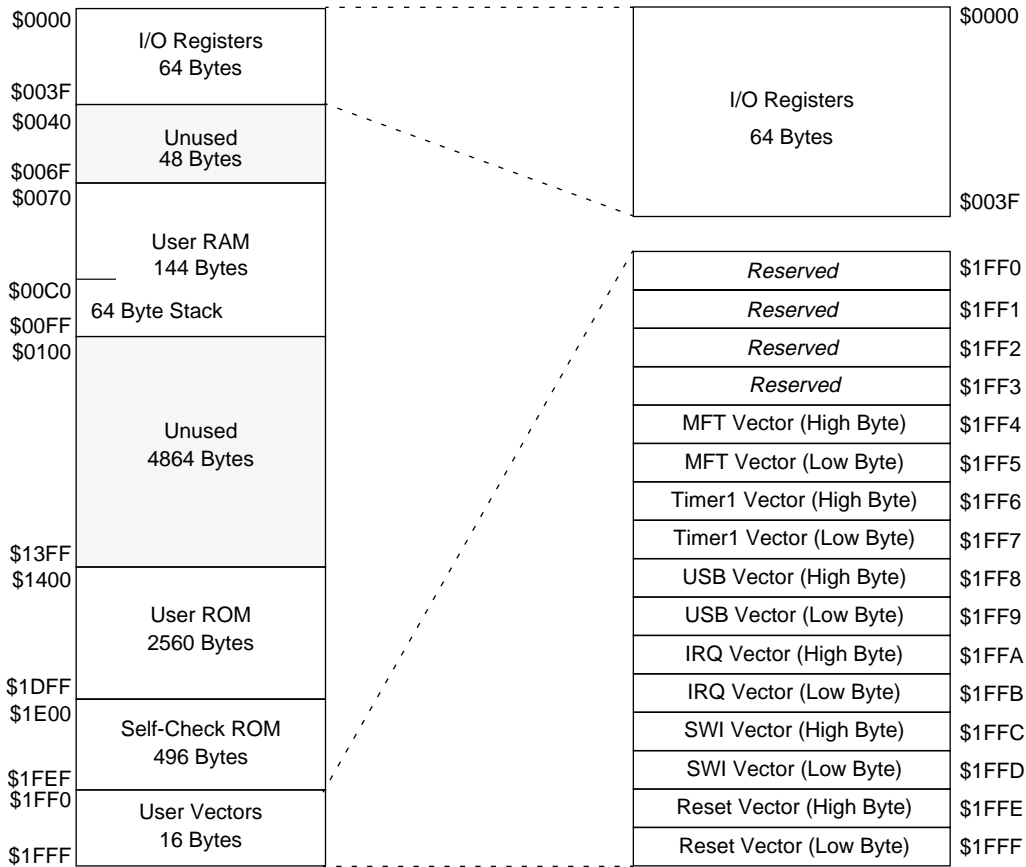 $0000
I/O Registers
64 Bytes
$003F
$0040
Unused
48 Bytes
$006F
$0070
User RAM
144 Bytes
$00C0
64 Byte Stack
$00FF
$0100
Unused
4864 Bytes
$13FF
$1400
User ROM
2560 Bytes
$1DFF
$1E00
Self-Check ROM
496 Bytes
$1FEF
$1FF0
User Vectors
16 Bytes
$1FFF
$0000
I/O Registers
64 Bytes
$003F
Reserved $1FF0
Reserved $1FF1
Reserved $1FF2
Reserved $1FF3
MFT Vector (High Byte) $1FF4
MFT Vector (Low Byte) $1FF5
Timer1 Vector (High Byte) $1FF6
Timer1 Vector (Low Byte) $1FF7
USB Vector (High Byte) $1FF8
USB Vector (Low Byte) $1FF9
IRQ Vector (High Byte) $1FFA
IRQ Vector (Low Byte) $1FFB
SWI Vector (High Byte) $1FFC
SWI Vector (Low Byte) $1FFD
Reset Vector (High Byte) $1FFE
Reset Vector (Low Byte) $1FFF